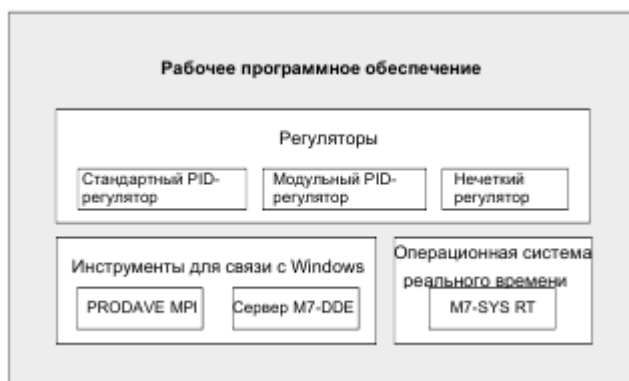 Рабочее программное обеспечение
Регуляторы
Стандартный PID-
регулятор
Модульный PID-
регулятор
Нечеткий
регулятор
Инструменты для связи с Windows
PRODAVE MPI
Сервер M7-DDE
Операционная система
реального времени
M7-SYS RT